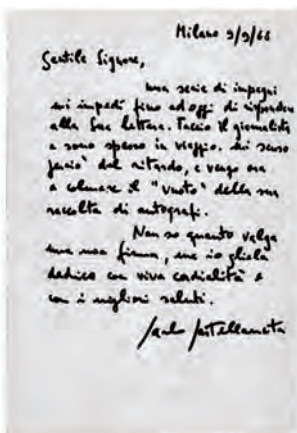 Milano 9/9/66
Gentile Signore,
una serie di impegni
mi impedì fino ad oggi di rispondere
alla Sua lettera. Faccio il giornalista
e sono spesso in viaggio. Mi scuso
perciò del ritardo, e vengo ora
a colmare il "vuoto" della sua
raccolta di autografi.
Non so quanto valga
una mia firma, ma io gliela
dedico con viva cordialità e
con i migliori saluti.
Carlo Castellaneta